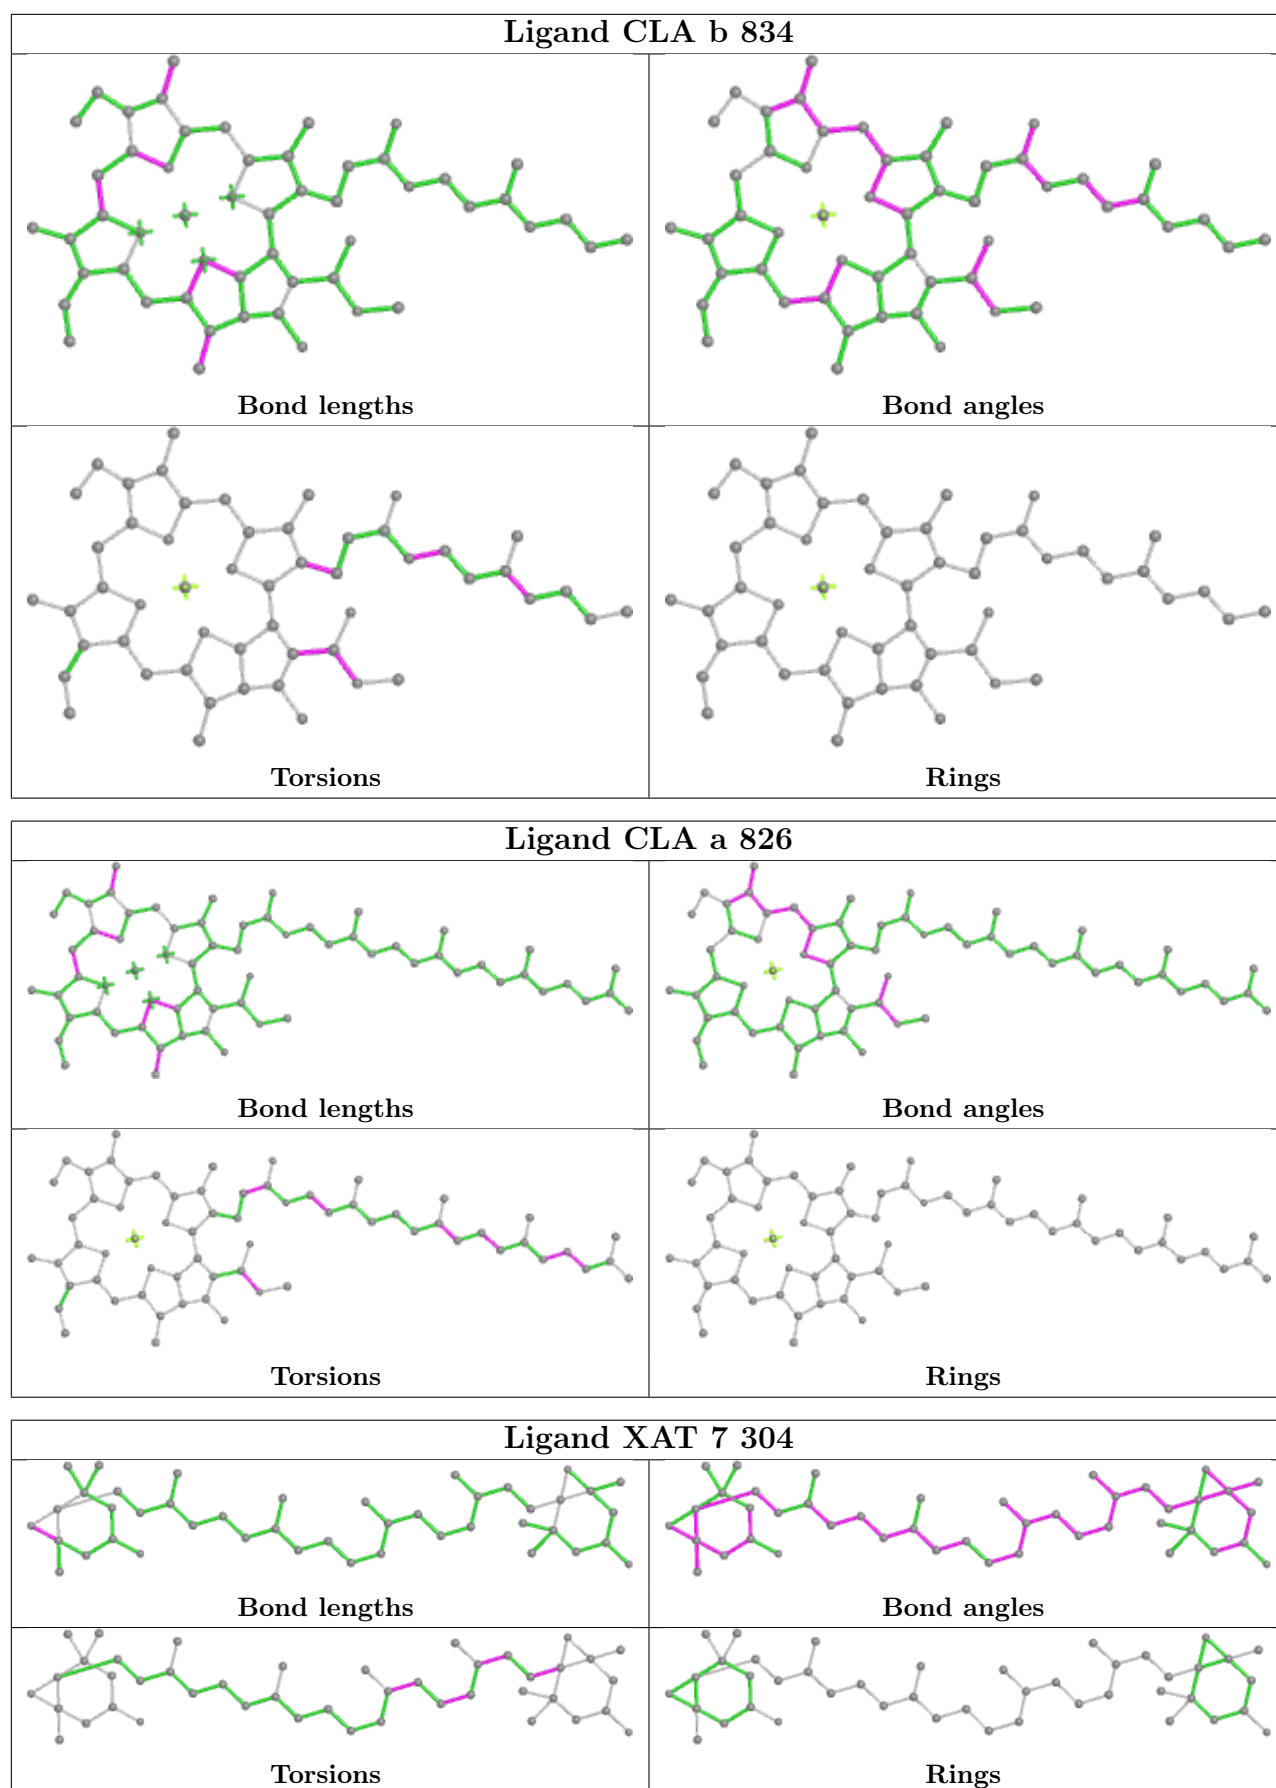 Ligand CLA b 834
Bond lengths
Bond angles
Torsions
Rings
Ligand CLA a 826
Bond lengths
Bond angles
Torsions
Rings
Ligand XAT 7 304
Bond lengths
Bond angles
Torsions
Rings